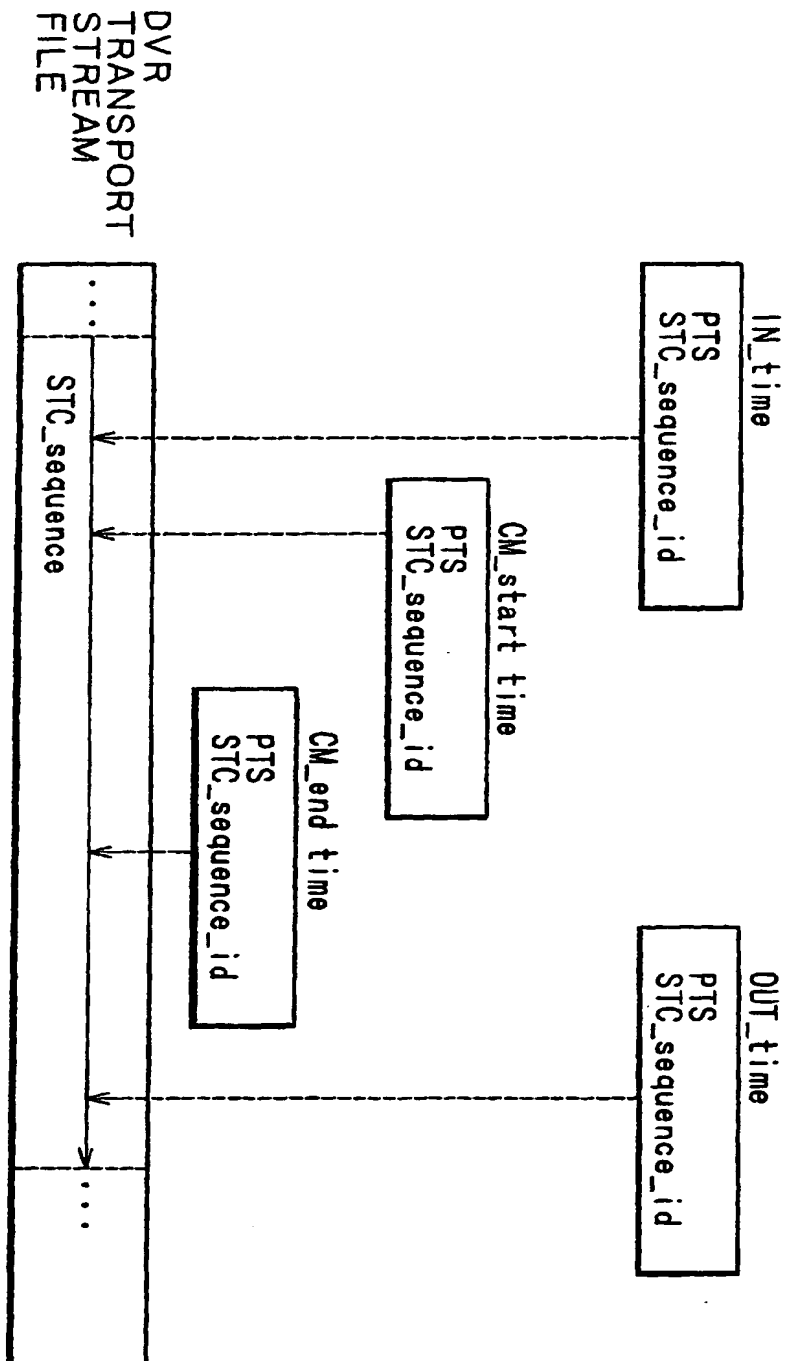 IN_time
PTS
STC_sequence_id
OUT_time
PTS
STC_sequence_id
CM_start time
PTS
STC_sequence_id
CM_end time
PTS
STC_sequence_id
DVR
TRANSPORT
STREAM
FILE
...
STC_sequence
...